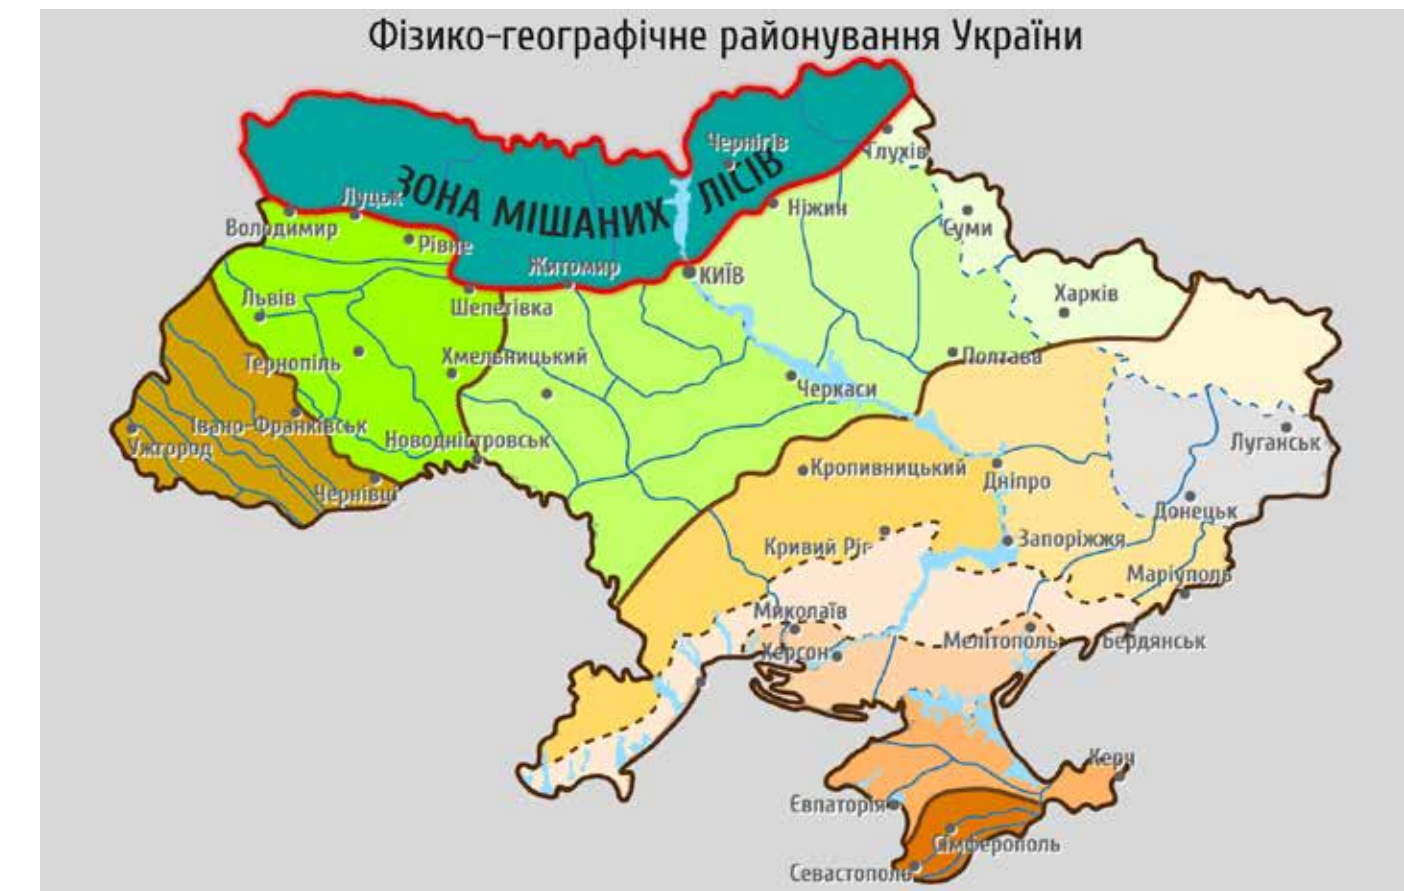 Фізико-географічне районування України
Чернігів
Глухів
ЗОНА МІШАНИХ ЛІСІВ
Луцьк
Ніжин
Володимир
Суми
Рівне
Житомир
КИЇВ
Львів
Шепетівка
Харків
Тернопіль
Хмельницький
Полтава
Черкаси
Івано-Франківськ
Ужгород
Новодністровськ
Луганськ
Кропивницький
Дніпро
Чернівці
Донецьк
Кривий Ріг
Запоріжжя
Маріуполь
Миколаїв
Херсон
Мелітополь
Бердянськ
Керч
Євпаторія
Сімферополь
Севастополь